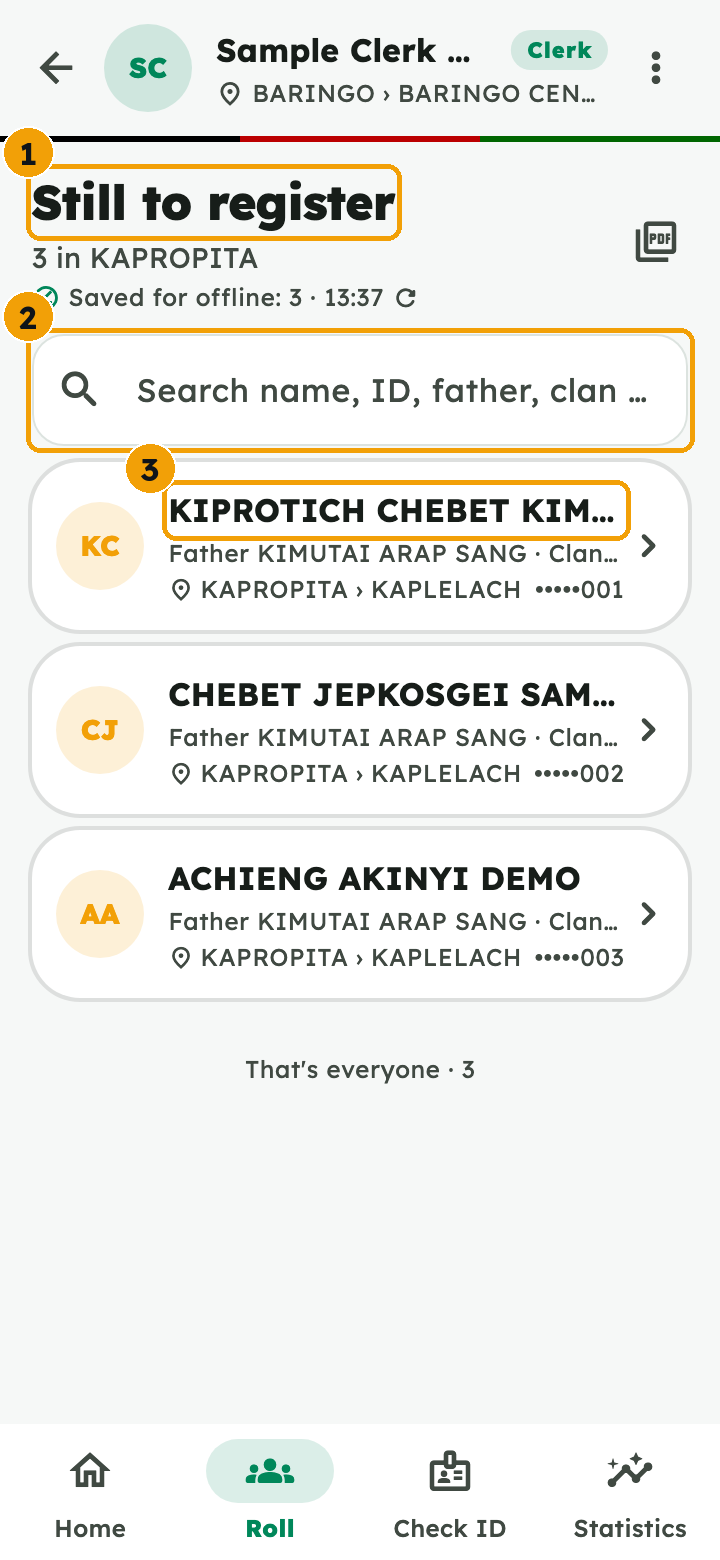 SC
Sample Clerk ...
Clerk
BARINGO › BARINGO CEN...
1
Still to register
3 in KAPROPITA
PDF
Saved for offline: 3 · 13:37
2
Search name, ID, father, clan ...
3
KC
KIPROTICH CHEBET KIM...
Father KIMUTAI ARAP SANG · Clan...
KAPROPITA › KAPLELACH •••••001
CJ
CHEBET JEPKOSGEI SAM...
Father KIMUTAI ARAP SANG · Clan...
KAPROPITA › KAPLELACH •••••002
AA
ACHIENG AKINYI DEMO
Father KIMUTAI ARAP SANG · Clan...
KAPROPITA › KAPLELACH •••••003
That's everyone · 3
Home
Roll
Check ID
Statistics